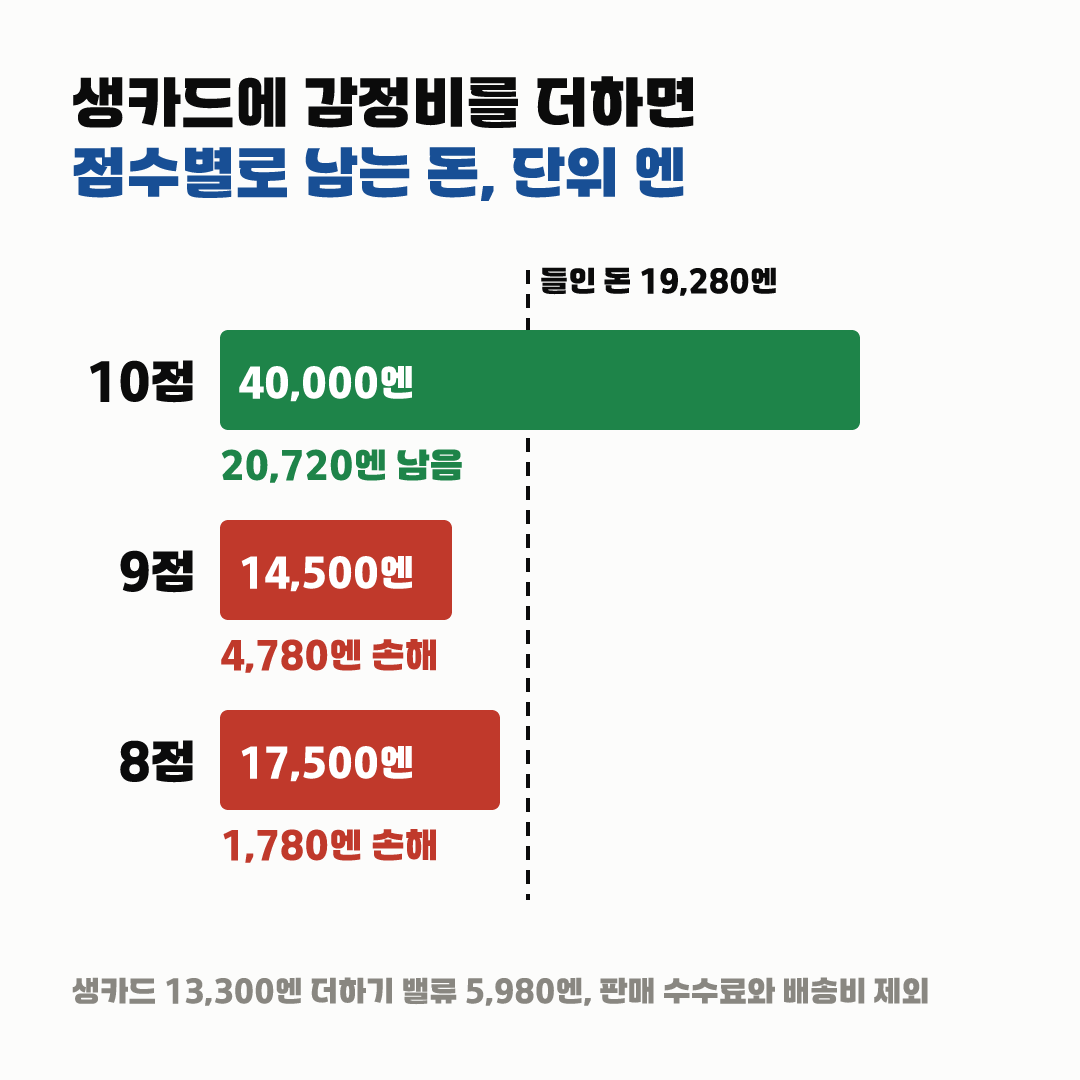 생카드에 감정비를 더하면
점수별로 남는 돈, 단위 엔
들인 돈 19,280엔
10점
40,000엔
20,720엔 남음
9점
14,500엔
4,780엔 손해
8점
17,500엔
1,780엔 손해
생카드 13,300엔 더하기 밸류 5,980엔, 판매 수수료와 배송비 제외